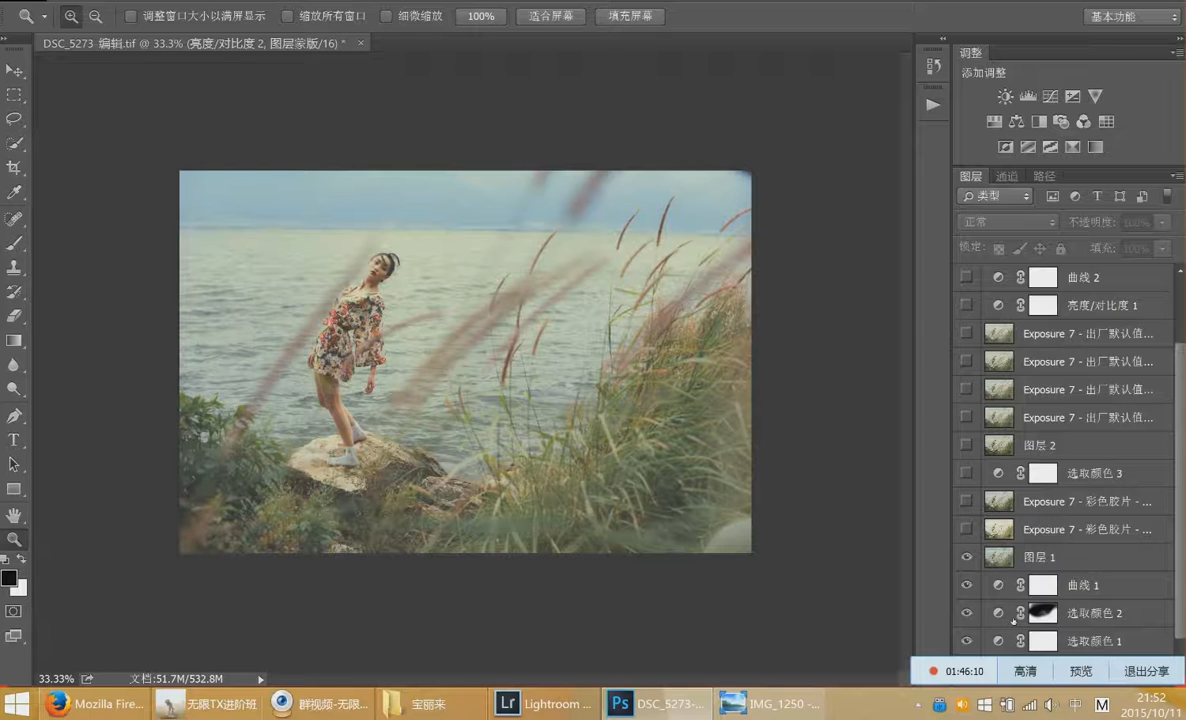 调整窗口大小以满屏显示 缩放所有窗口 细微缩放 100% 适合屏幕 填充屏幕 基本功能
DSC_5273 编辑.tif @ 33.3% (亮度/对比度 2, 图层蒙版/16) * ×
调整
添加调整
图层 通道 路径
类型
正常 不透明度: 100%
锁定: 填充: 100%
曲线 2
亮度/对比度 1
Exposure 7 - 出厂默认值...
Exposure 7 - 出厂默认值...
Exposure 7 - 出厂默认值...
Exposure 7 - 出厂默认值...
图层 2
选取颜色 3
Exposure 7 - 彩色胶片 - ...
Exposure 7 - 彩色胶片 - ...
图层 1
曲线 1
选取颜色 2
选取颜色 1
33.33% 文档:51.7M/532.8M
01:46:10 高清 预览 退出分享
Mozilla Fire... 无限TX进阶班 群视频-无限... 宝丽来 Lr Lightroom ... Ps DSC_5273-... IMG_1250 -... 中 M 21:52
2015/10/11